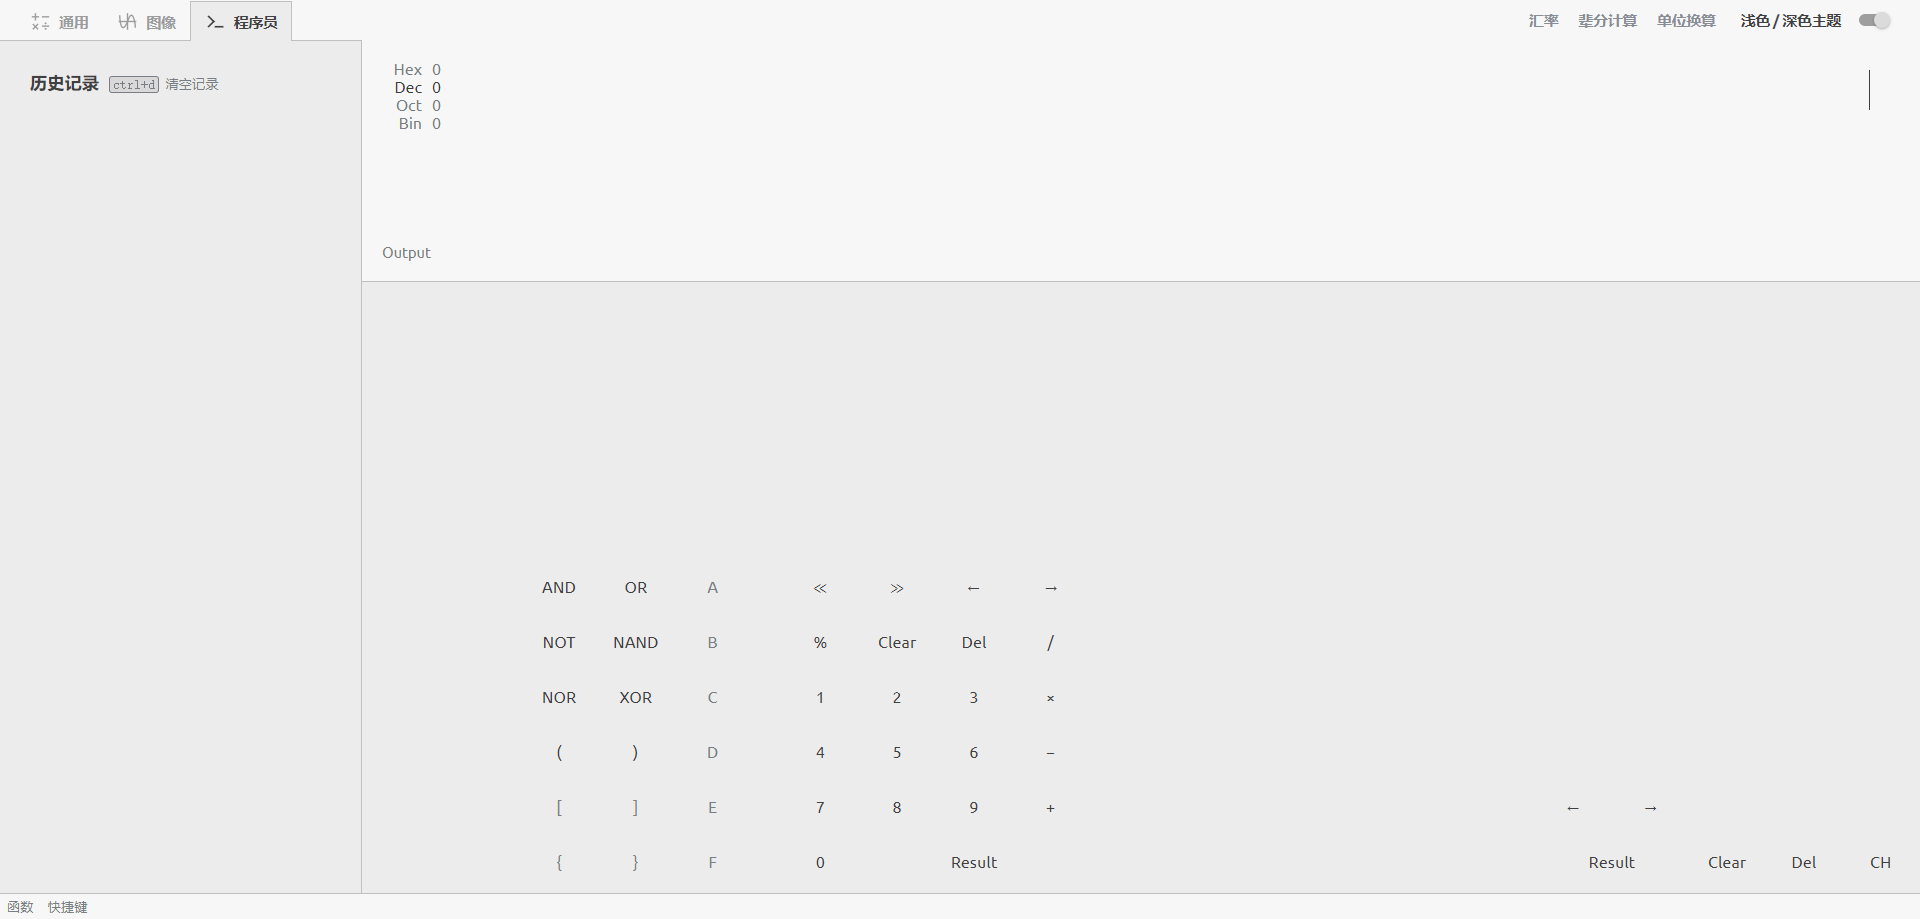 通用 图像 程序员 汇率 辈分计算 单位换算 浅色 / 深色主题
历史记录 ctrl+d 清空记录
Hex 0
Dec 0
Oct 0
Bin 0
Output
AND OR A ≪ ≫ ← →
NOT NAND B % Clear Del /
NOR XOR C 1 2 3 ×
( ) D 4 5 6 −
[ ] E 7 8 9 + ← →
{ } F 0 Result Result Clear Del CH
函数 快捷键